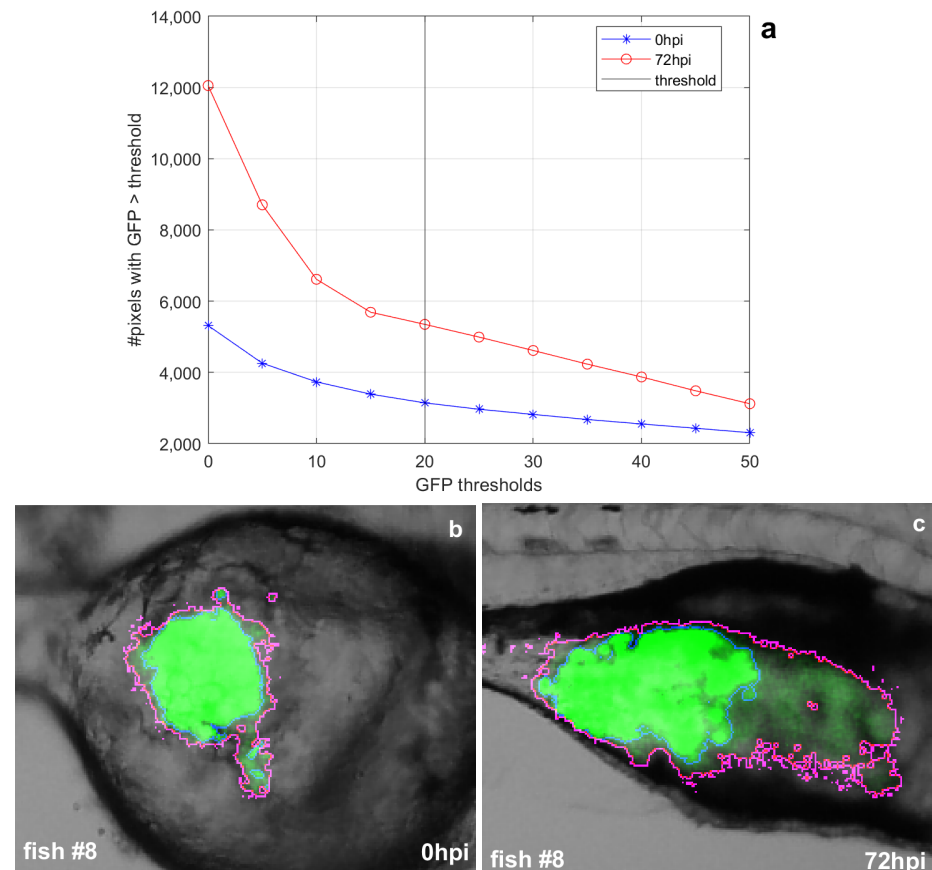 a
14,000
12,000
10,000
8,000
6,000
4,000
2,000
0 10 20 30 40 50
#pixels with GFP > threshold
GFP thresholds
0hpi
72hpi
threshold
b
fish #8 0hpi
c
fish #8 72hpi